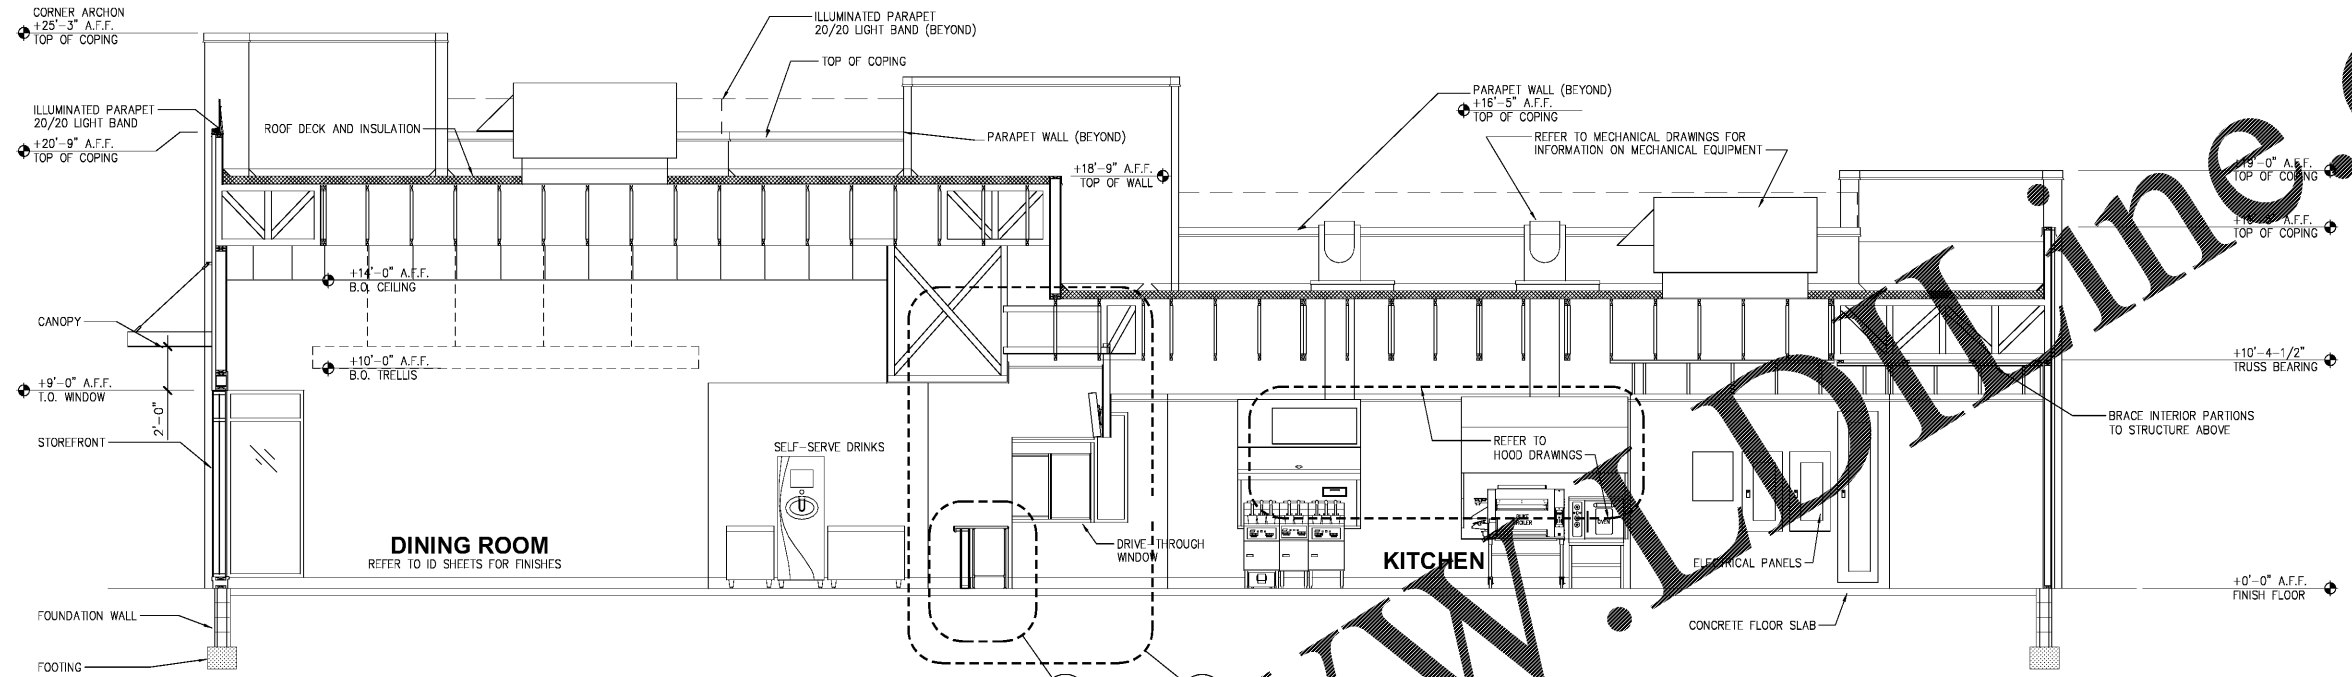 CORNER ARCHON
+25'-3" A.F.F.
TOP OF COPING
ILLUMINATED PARAPET
20/20 LIGHT BAND (BEYOND)
TOP OF COPING
ILLUMINATED PARAPET
20/20 LIGHT BAND
+20'-9" A.F.F.
TOP OF COPING
ROOF DECK AND INSULATION
PARAPET WALL (BEYOND)
+18'-9" A.F.F.
TOP OF WALL
PARAPET WALL (BEYOND)
+16'-5" A.F.F.
TOP OF COPING
REFER TO MECHANICAL DRAWINGS FOR
INFORMATION ON MECHANICAL EQUIPMENT
+19'-0" A.F.F.
TOP OF COPING
A.F.F.
TOP OF COPING
+14'-0" A.F.F.
B.O. CEILING
CANOPY
+10'-0" A.F.F.
B.O. TRELLIS
+9'-0" A.F.F.
T.O. WINDOW
2'-0"
STOREFRONT
+10'-4-1/2"
TRUSS BEARING
BRACE INTERIOR PARTIONS
TO STRUCTURE ABOVE
SELF-SERVE DRINKS
REFER TO
HOOD DRAWINGS
BROILER
OVEN
DINING ROOM
REFER TO ID SHEETS FOR FINISHES
DRIVE-THROUGH
WINDOW
KITCHEN
ELECTRICAL PANELS
+0'-0" A.F.F.
FINISH FLOOR
FOUNDATION WALL
CONCRETE FLOOR SLAB
FOOTING
W.LDILine.